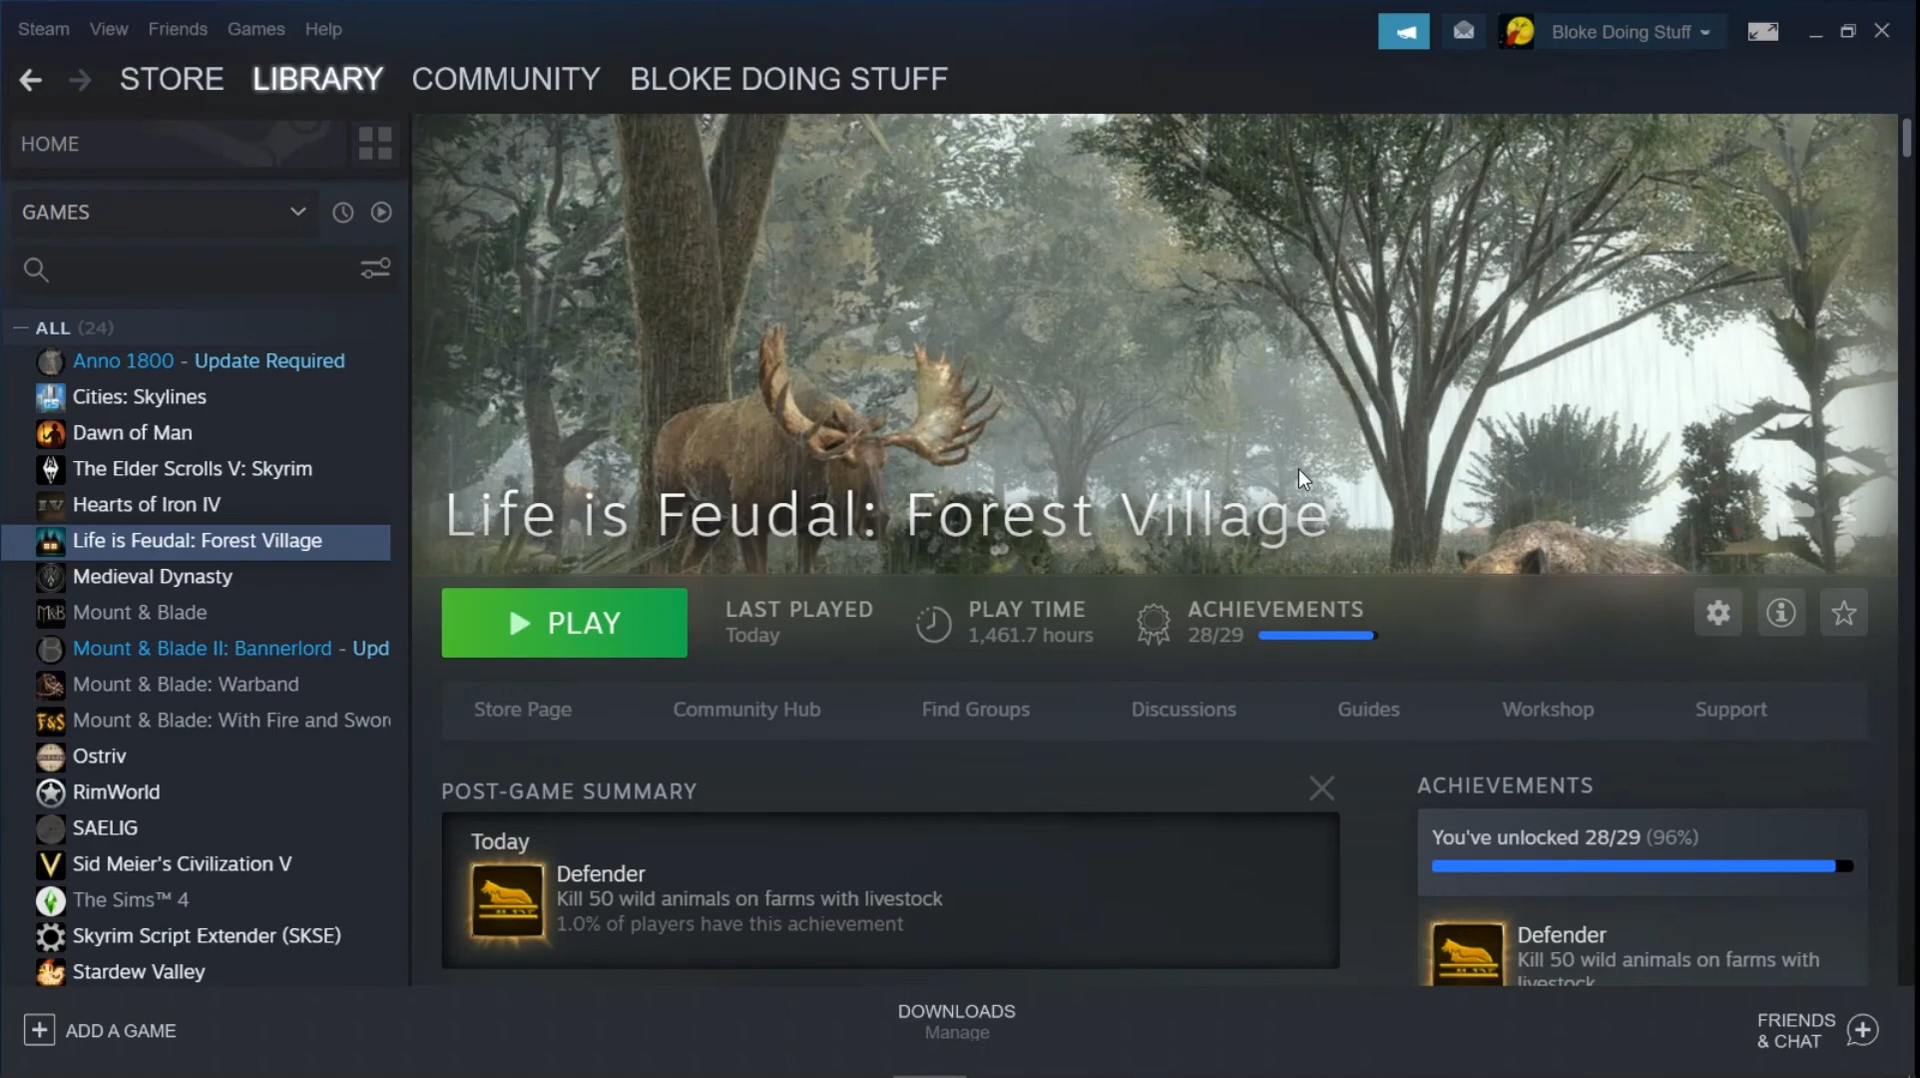 Steam View Friends Games Help
Bloke Doing Stuff
STORE LIBRARY COMMUNITY BLOKE DOING STUFF
HOME
GAMES
ALL (24)
Anno 1800 - Update Required
Cities: Skylines
Dawn of Man
The Elder Scrolls V: Skyrim
Hearts of Iron IV
Life is Feudal: Forest Village
Medieval Dynasty
Mount & Blade
Mount & Blade II: Bannerlord - Upd
Mount & Blade: Warband
Mount & Blade: With Fire and Swor
Ostriv
RimWorld
SAELIG
Sid Meier's Civilization V
The Sims™ 4
Skyrim Script Extender (SKSE)
Stardew Valley
Life is Feudal: Forest Village
PLAY
LAST PLAYED
Today
PLAY TIME
1,461.7 hours
ACHIEVEMENTS
28/29
Store Page Community Hub Find Groups Discussions Guides Workshop Support
POST-GAME SUMMARY
Today
Defender
Kill 50 wild animals on farms with livestock
1.0% of players have this achievement
ACHIEVEMENTS
You've unlocked 28/29 (96%)
Defender
Kill 50 wild animals on farms with
livestock
ADD A GAME
DOWNLOADS
Manage
FRIENDS
& CHAT